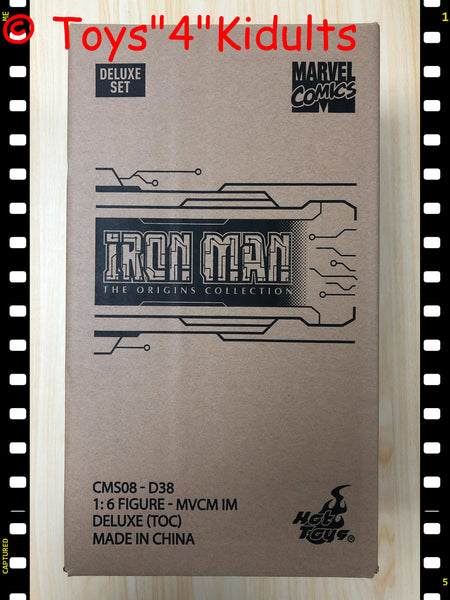 © Toys"4"Kidults
DELUXE
SET
MARVEL
COMICS
IRON MAN
THE ORIGINS COLLECTION
CMS08 - D38
1: 6 FIGURE - MVCM IM
DELUXE (TOC)
MADE IN CHINA
Hot
Toys®
ME
1
CAPTURED
5